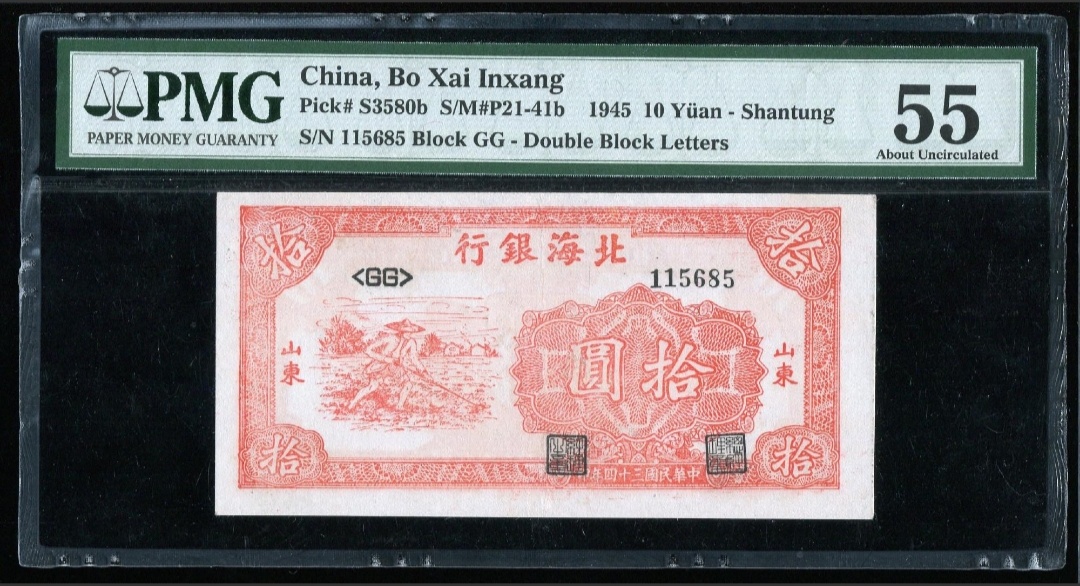 PMG
PAPER MONEY GUARANTY
China, Bo Xai Inxang
Pick# S3580b S/M#P21-41b 1945 10 Yüan - Shantung
S/N 115685 Block GG - Double Block Letters
55
About Uncirculated
拾
拾
行銀海北
<GG>
115685
山東
圓拾
山東
拾
年四十三國民華中
拾